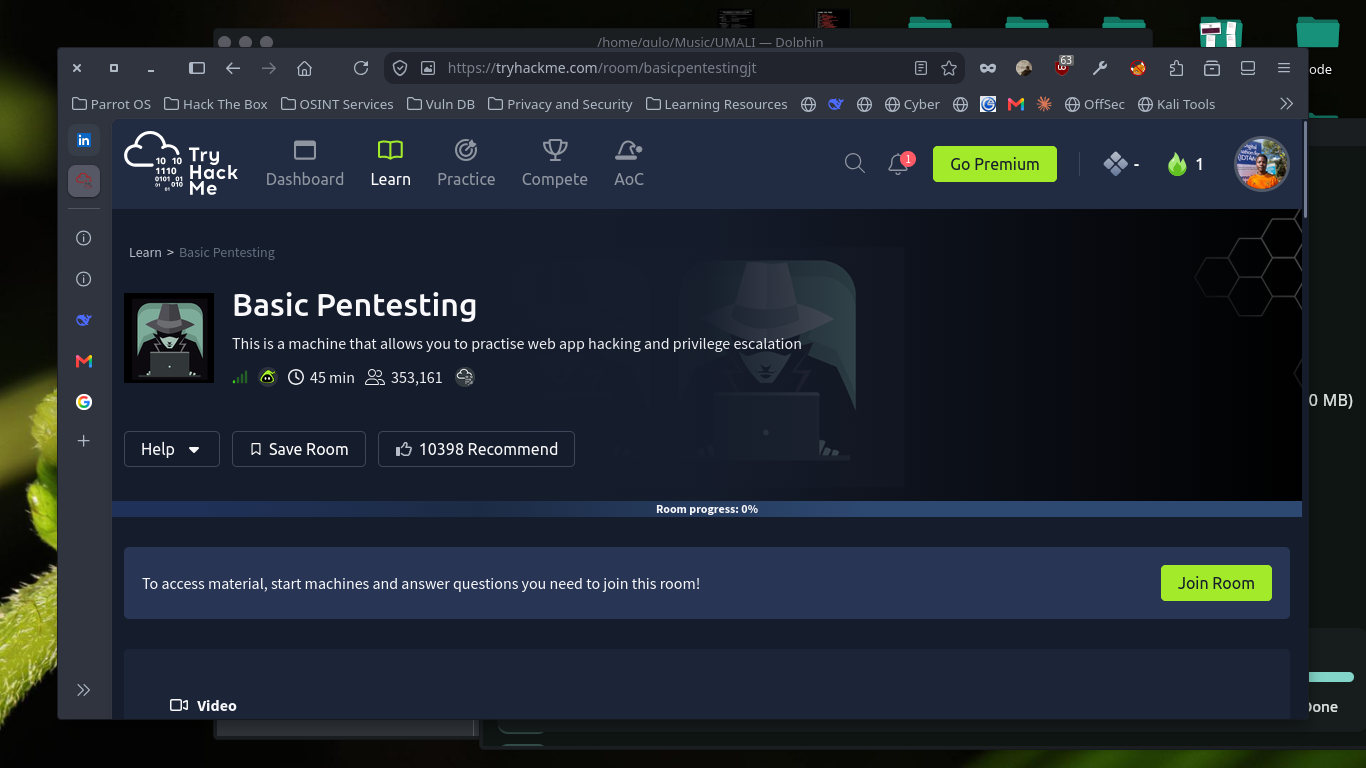 /home/gulo/Music/UMALI — Dolphin
63
https://tryhackme.com/room/basicpentestingjt
ode
Parrot OS Hack The Box OSINT Services Vuln DB Privacy and Security Learning Resources Cyber OffSec Kali Tools
Try
Hack
Me
Dashboard Learn Practice Compete AoC
1
Go Premium
-
1
Learn > Basic Pentesting
Basic Pentesting
This is a machine that allows you to practise web app hacking and privilege escalation
45 min 353,161
0 MB)
Help Save Room 10398 Recommend
Room progress: 0%
To access material, start machines and answer questions you need to join this room!
Join Room
Video
Done